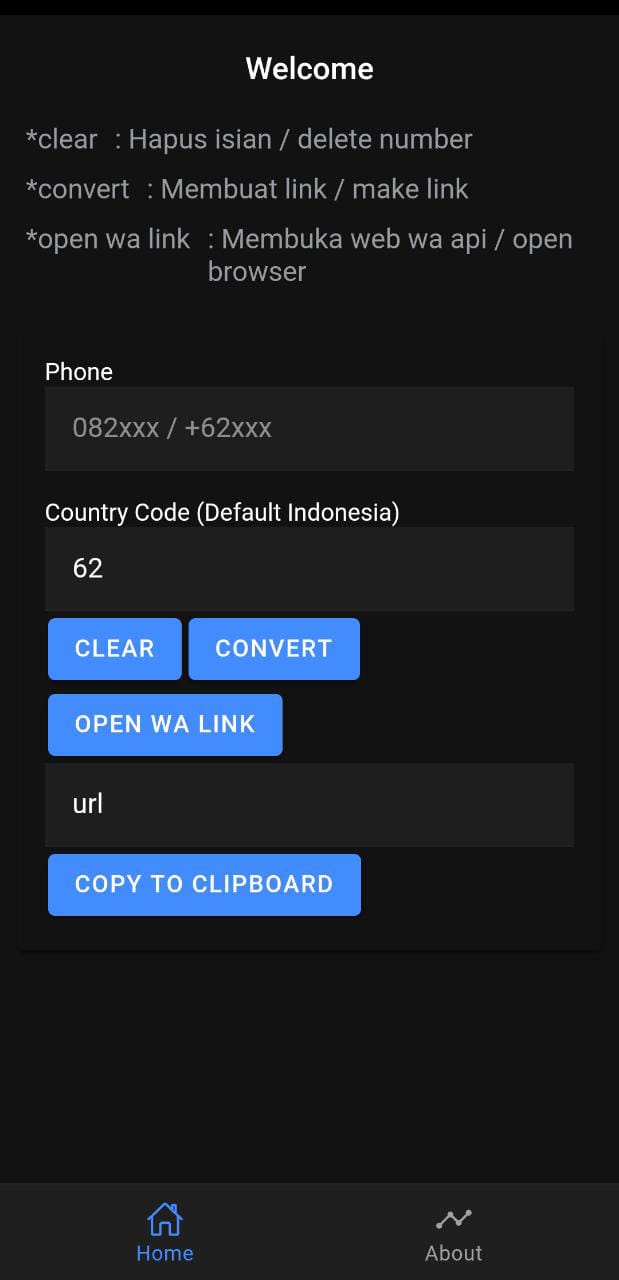 Welcome
*clear : Hapus isian / delete number
*convert : Membuat link / make link
*open wa link : Membuka web wa api / open
browser
Phone
082xxx / +62xxx
Country Code (Default Indonesia)
62
CLEAR CONVERT
OPEN WA LINK
url
COPY TO CLIPBOARD
Home About